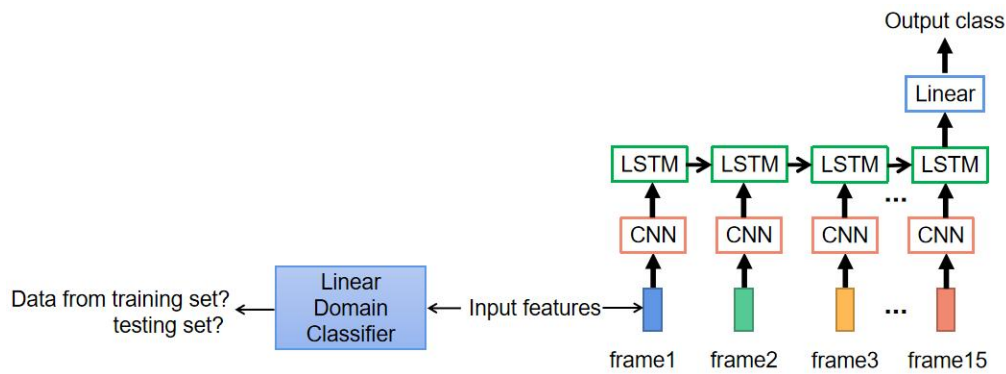 Output class
Linear
LSTM LSTM LSTM LSTM
...
CNN CNN CNN CNN
Linear
Domain
Classifier
Data from training set?
testing set?
Input features
...
frame1 frame2 frame3 frame15